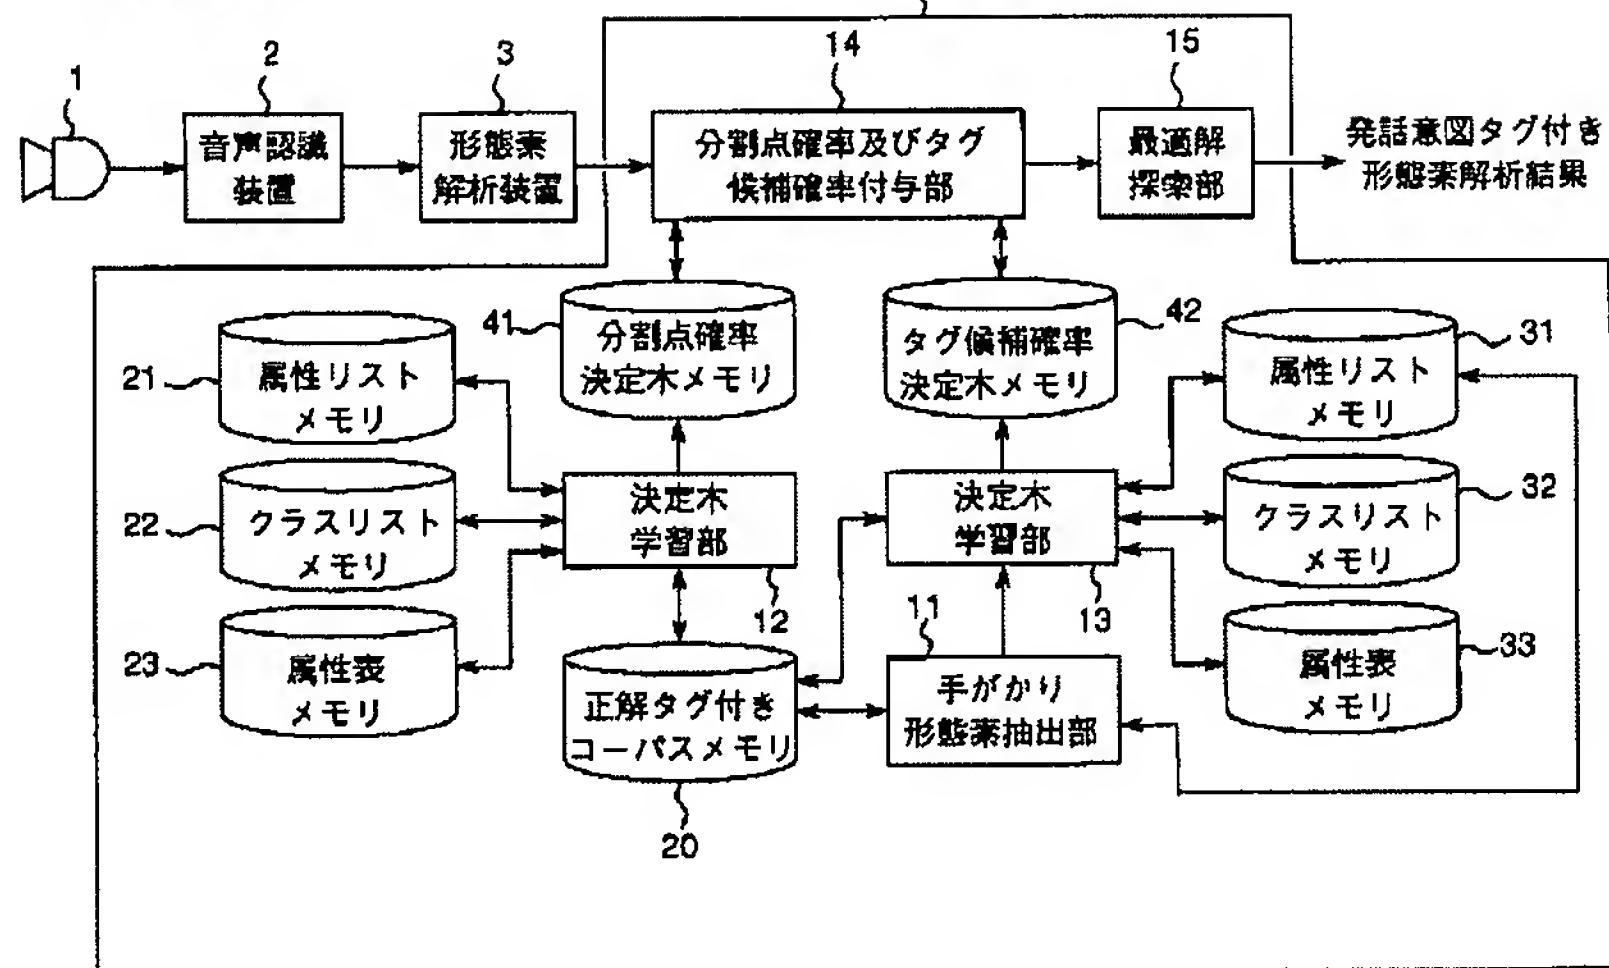 1
2
3
14
15
音声認識
装置
形態素
解析装置
分割点確率及びタグ
候補確率付与部
最適解
探索部
発話意図タグ付き
形態素解析結果
41
分割点確率
決定木メモリ
タグ候補確率
決定木メモリ
42
21
属性リスト
メモリ
31
属性リスト
メモリ
22
クラスリスト
メモリ
決定木
学習部
12
決定木
学習部
13
32
クラスリスト
メモリ
23
属性表
メモリ
正解タグ付き
コーパスメモリ
20
11
手がかり
形態素抽出部
33
属性表
メモリ